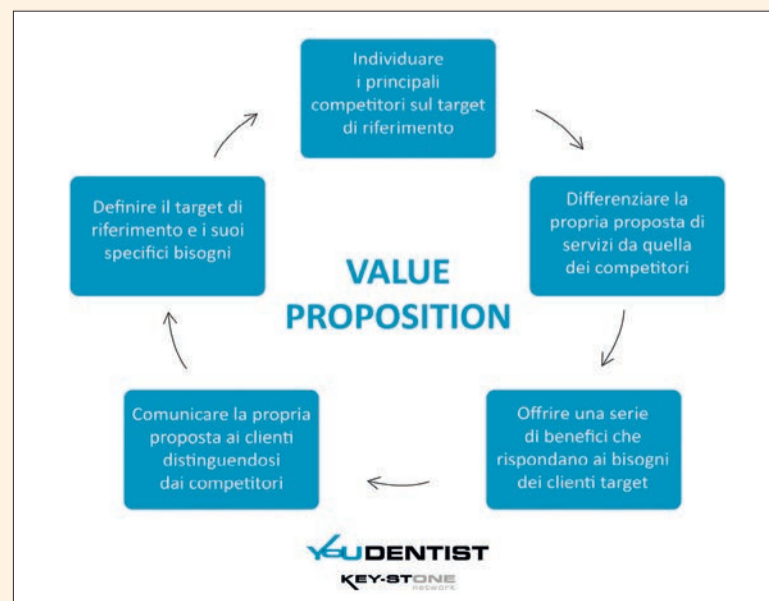 Individuare
i principali
competitori sul target
di riferimento
Differenziare la
propria proposta di
servizi da quella
dei competitori
Offrire una serie
di benefici che
rispondano ai bisogni
dei clienti target
Comunicare la propria
proposta ai clienti
distinguendosi
dai competitori
Definire il target di
riferimento e i suoi
specifici bisogni
VALUE
PROPOSITION
YOUDENTIST
KEY-STONE
network